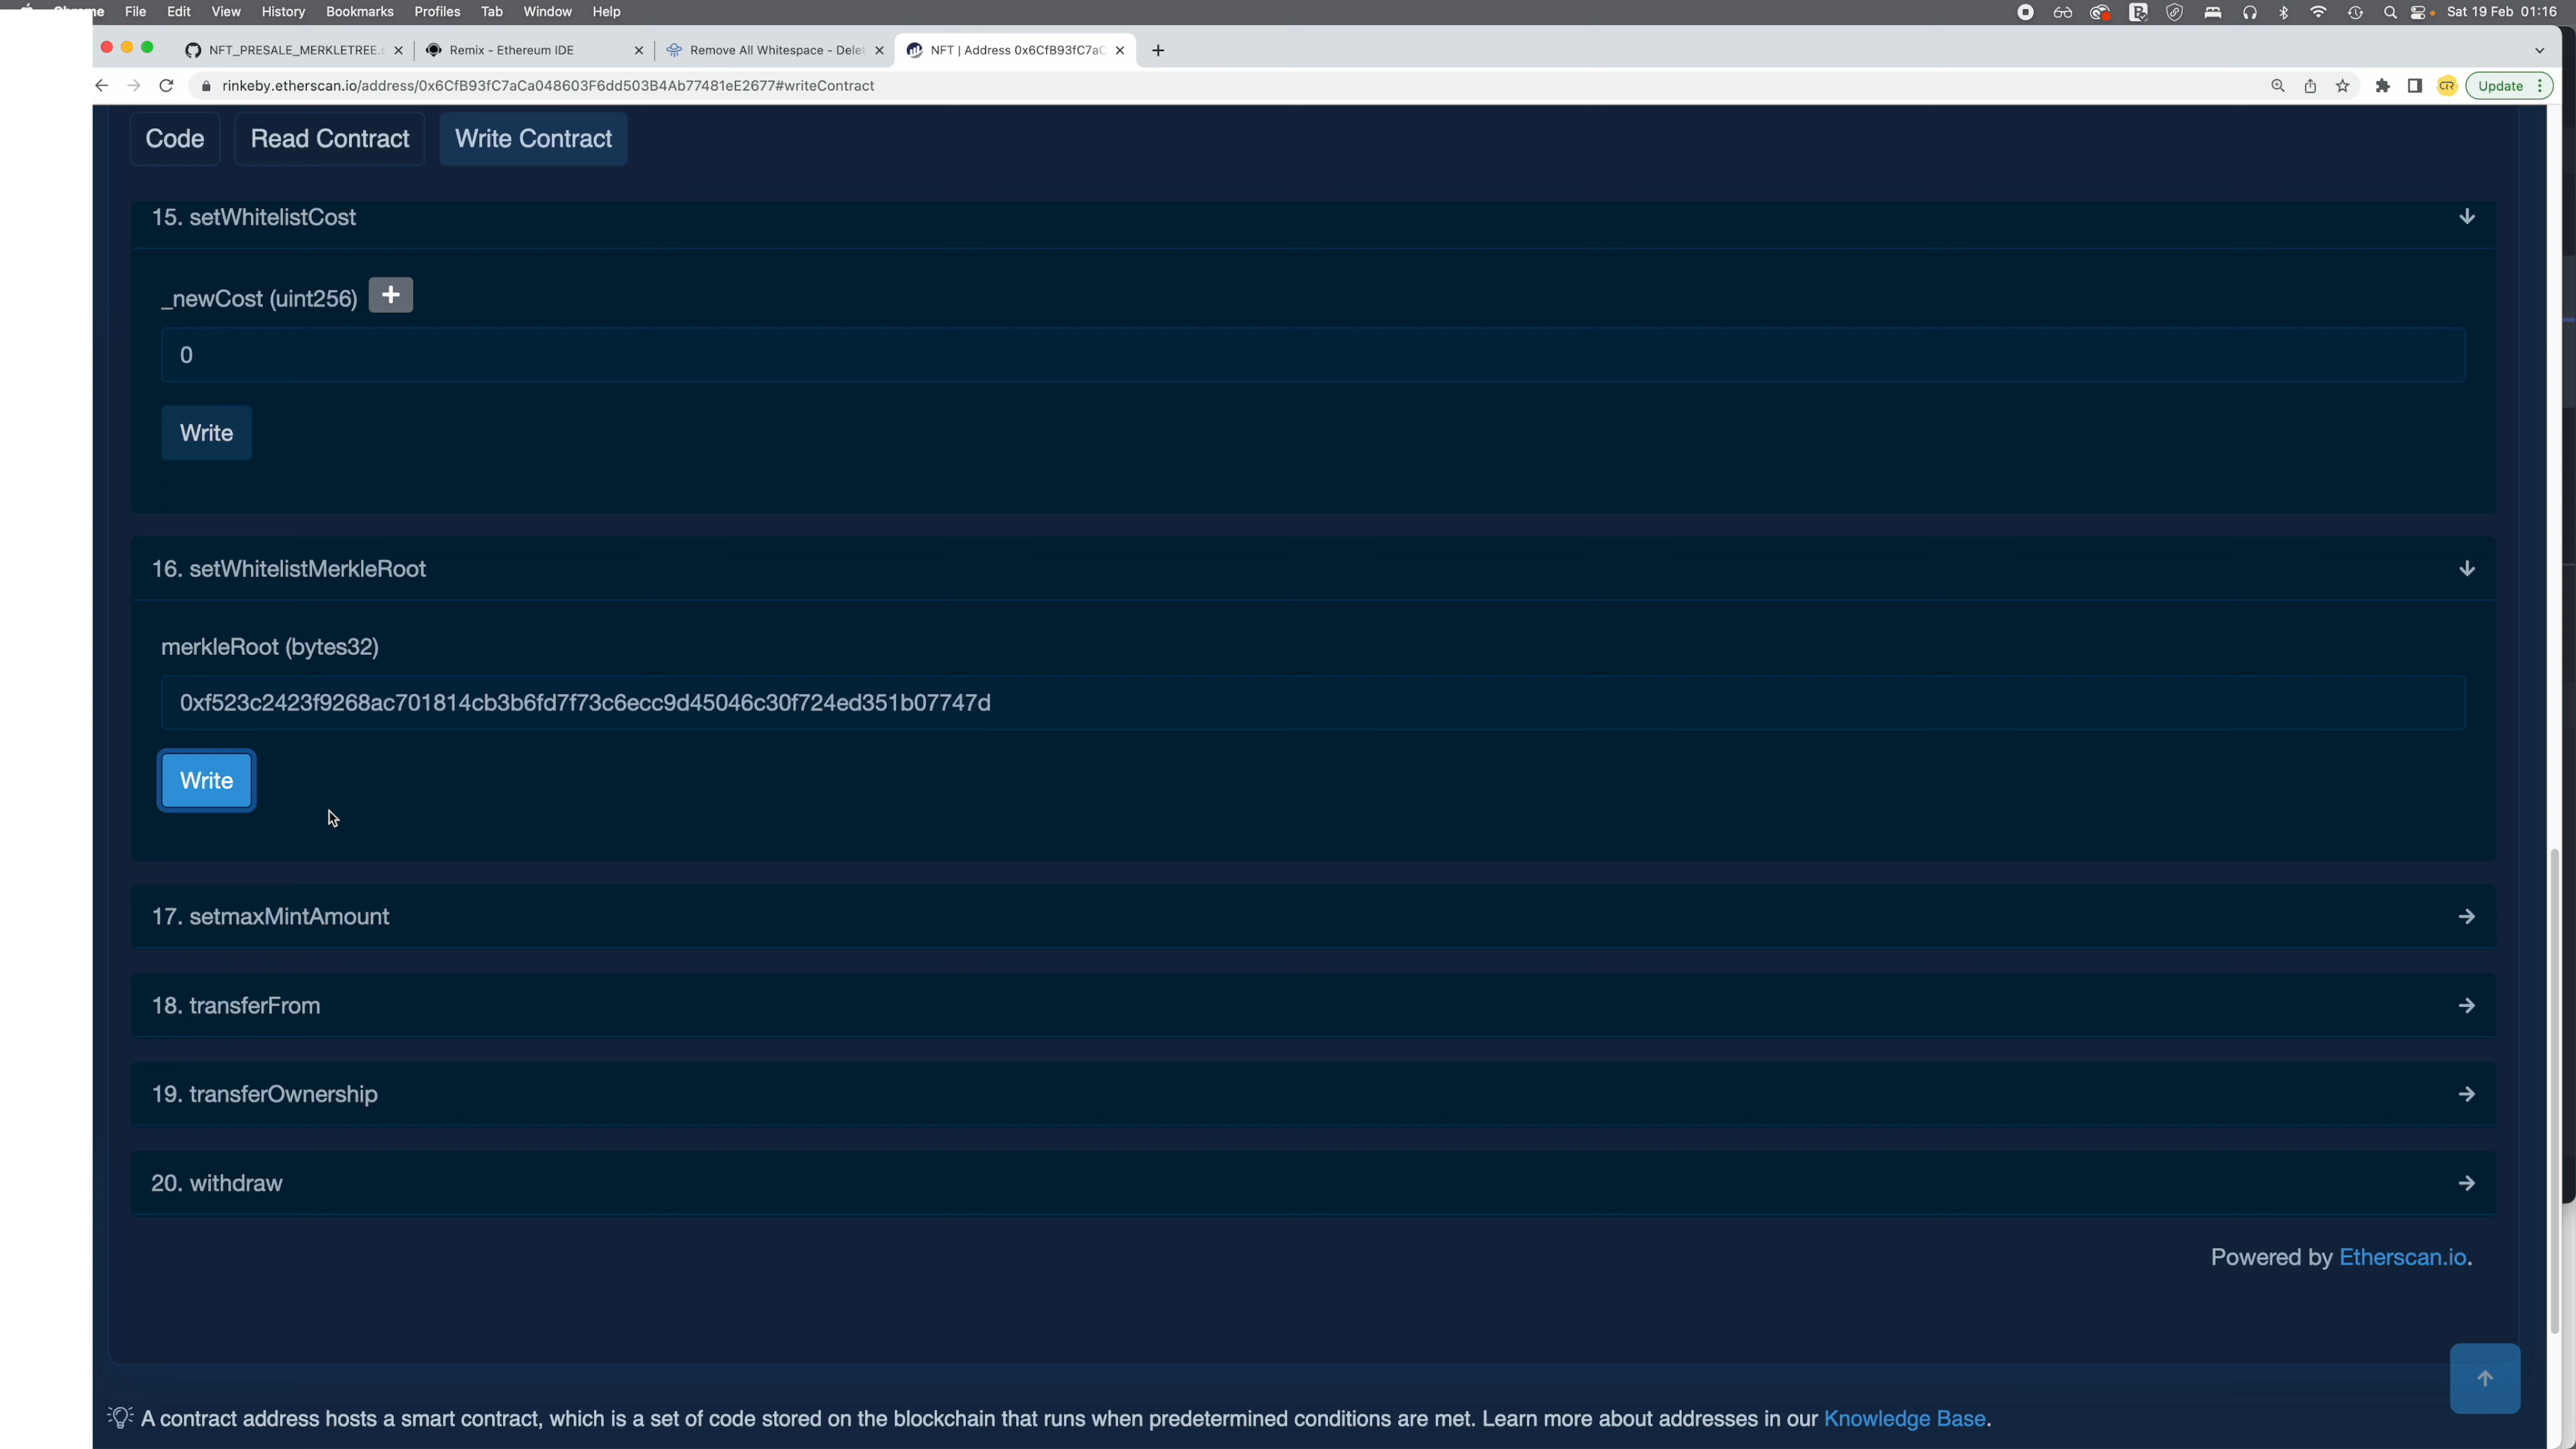 File Edit View History Bookmarks Profiles Tab Window Help Sat 19 Feb 01:16
NFT_PRESALE_MERKLETREE.s Remix - Ethereum IDE Remove All Whitespace - Delet NFT | Address 0x6CfB93fC7aC
rinkeby.etherscan.io/address/0x6CfB93fC7aCa048603F6dd503B4Ab77481eE2677#writeContract Update
Code Read Contract Write Contract
15. setWhitelistCost
_newCost (uint256) +
0
Write
16. setWhitelistMerkleRoot
merkleRoot (bytes32)
0xf523c2423f9268ac701814cb3b6fd7f73c6ecc9d45046c30f724ed351b07747d
Write
17. setmaxMintAmount
18. transferFrom
19. transferOwnership
20. withdraw
Powered by Etherscan.io.
A contract address hosts a smart contract, which is a set of code stored on the blockchain that runs when predetermined conditions are met. Learn more about addresses in our Knowledge Base.